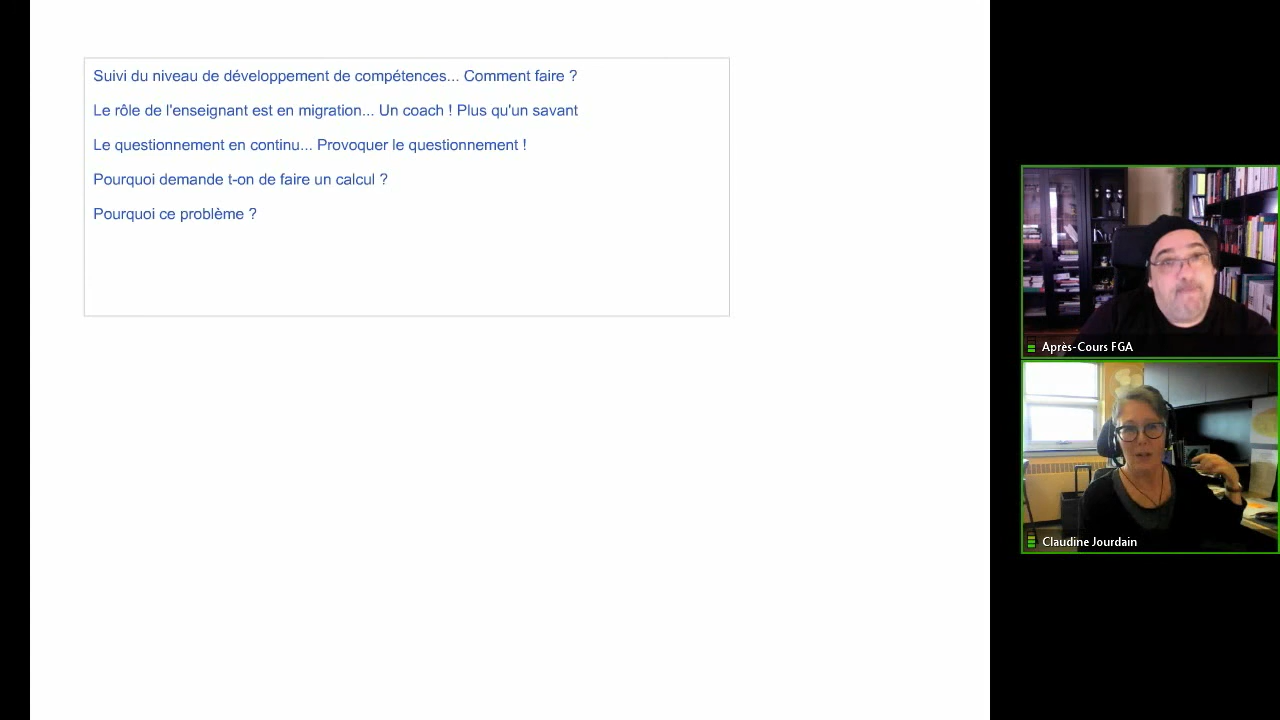 Suivi du niveau de développement de compétences... Comment faire ?
Le rôle de l'enseignant est en migration... Un coach ! Plus qu'un savant
Le questionnement en continu... Provoquer le questionnement !
Pourquoi demande t-on de faire un calcul ?
Pourquoi ce problème ?
Après-Cours FGA
Claudine Jourdain